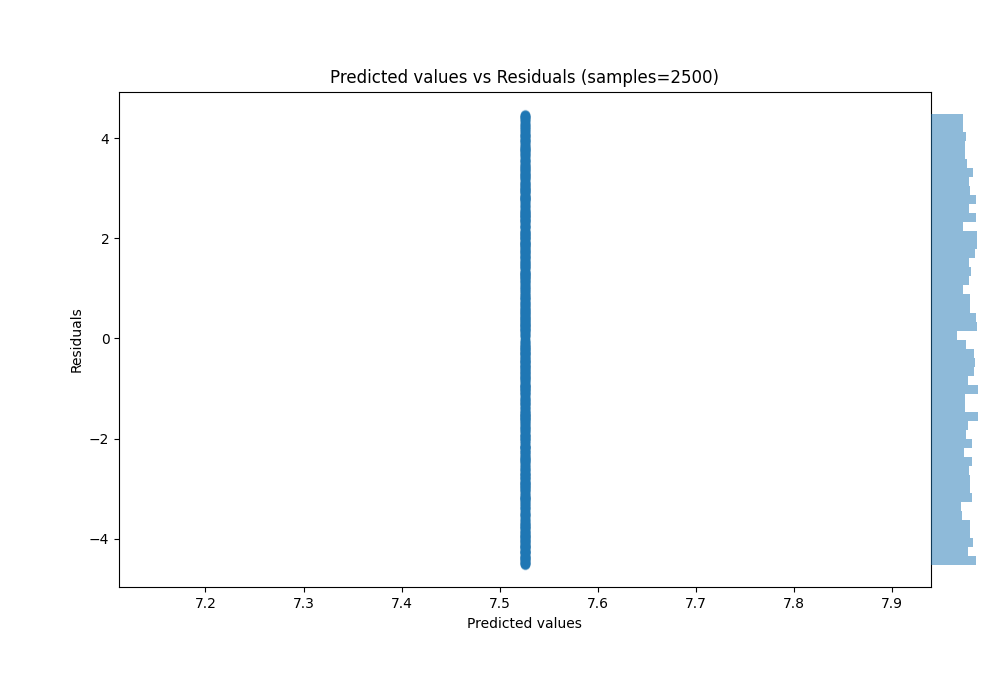 Predicted values vs Residuals (samples=2500)
4
2
0
−2
−4
Residuals
7.2 7.3 7.4 7.5 7.6 7.7 7.8 7.9
Predicted values